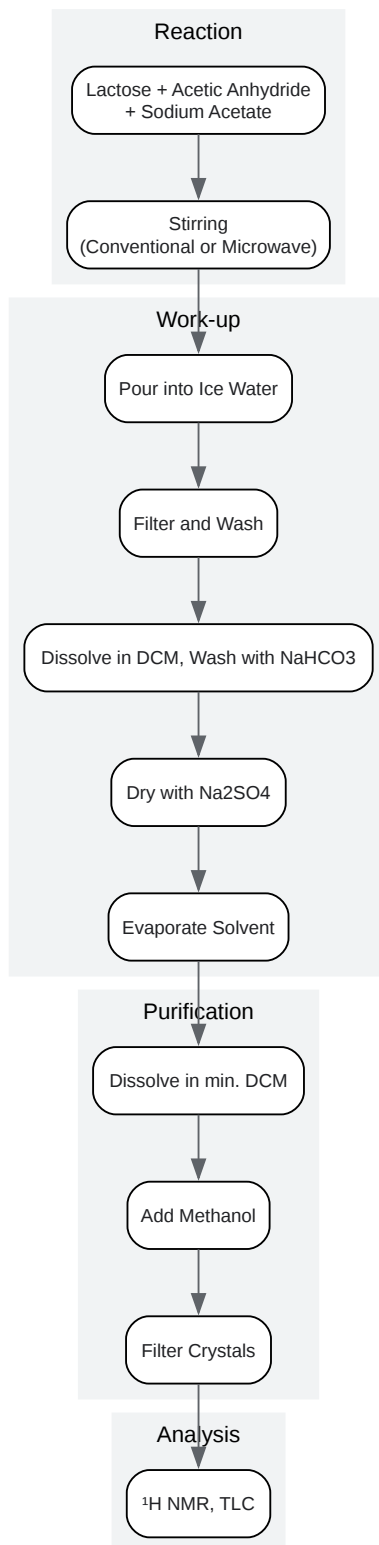 Reaction
Lactose + Acetic Anhydride
+ Sodium Acetate
Stirring
(Conventional or Microwave)
Work-up
Pour into Ice Water
Filter and Wash
Dissolve in DCM, Wash with NaHCO3
Dry with Na2SO4
Evaporate Solvent
Purification
Dissolve in min. DCM
Add Methanol
Filter Crystals
Analysis
¹H NMR, TLC